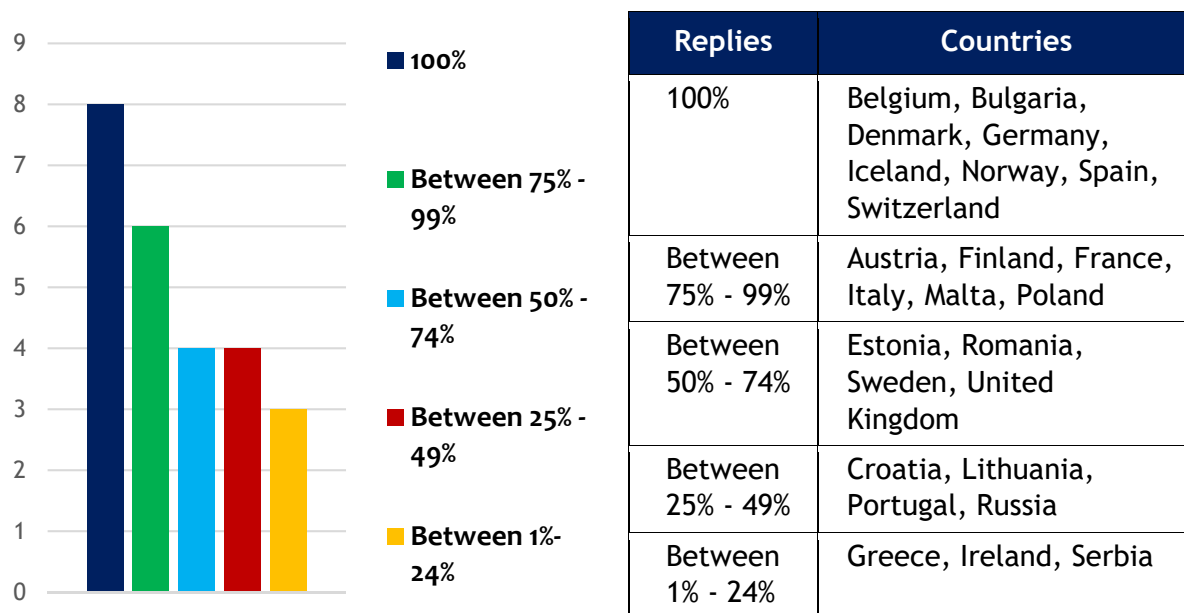 9
8
7
6
5
4
3
2
1
0
100%
Between 75% -
99%
Between 50% -
74%
Between 25% -
49%
Between 1%-
24%
Replies Countries
100% Belgium, Bulgaria,
Denmark, Germany,
Iceland, Norway, Spain,
Switzerland
Between Austria, Finland, France,
75% - 99% Italy, Malta, Poland
Between Estonia, Romania,
50% - 74% Sweden, United
Kingdom
Between Croatia, Lithuania,
25% - 49% Portugal, Russia
Between Greece, Ireland, Serbia
1% - 24%